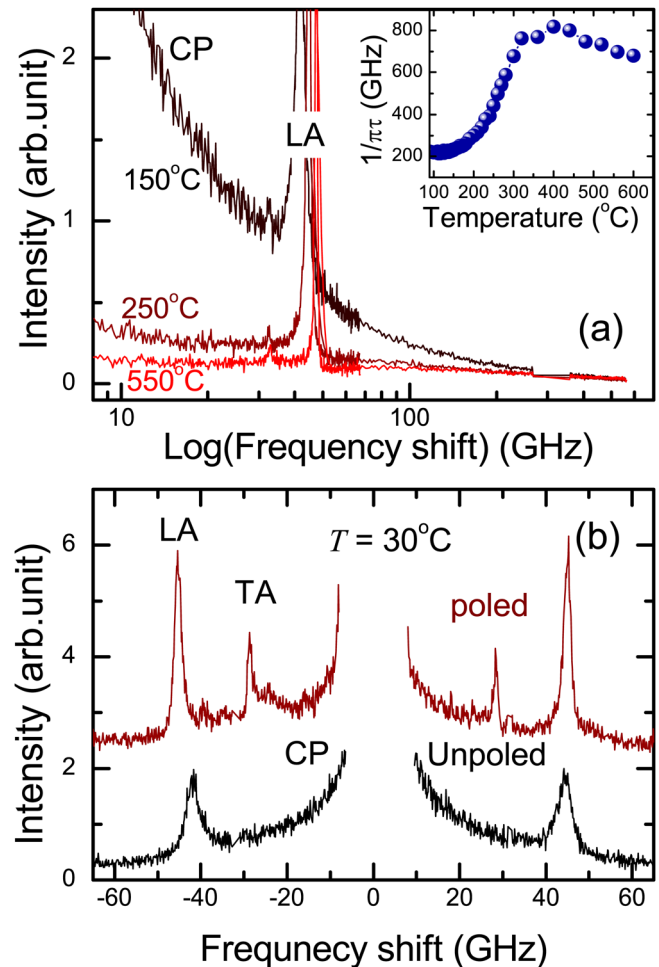 2
1
0
Intensity (arb.unit)
CP
LA
150°C
250°C
550°C
(a)
10
100
Log(Frequency shift) (GHz)
800
600
400
200
1/πτ (GHz)
100 200 300 400 500 600
Temperature (°C)
6
4
2
0
Intensity (arb.unit)
LA
T = 30°C
(b)
TA
poled
CP
Unpoled
-60 -40 -20 0 20 40 60
Frequnecy shift (GHz)